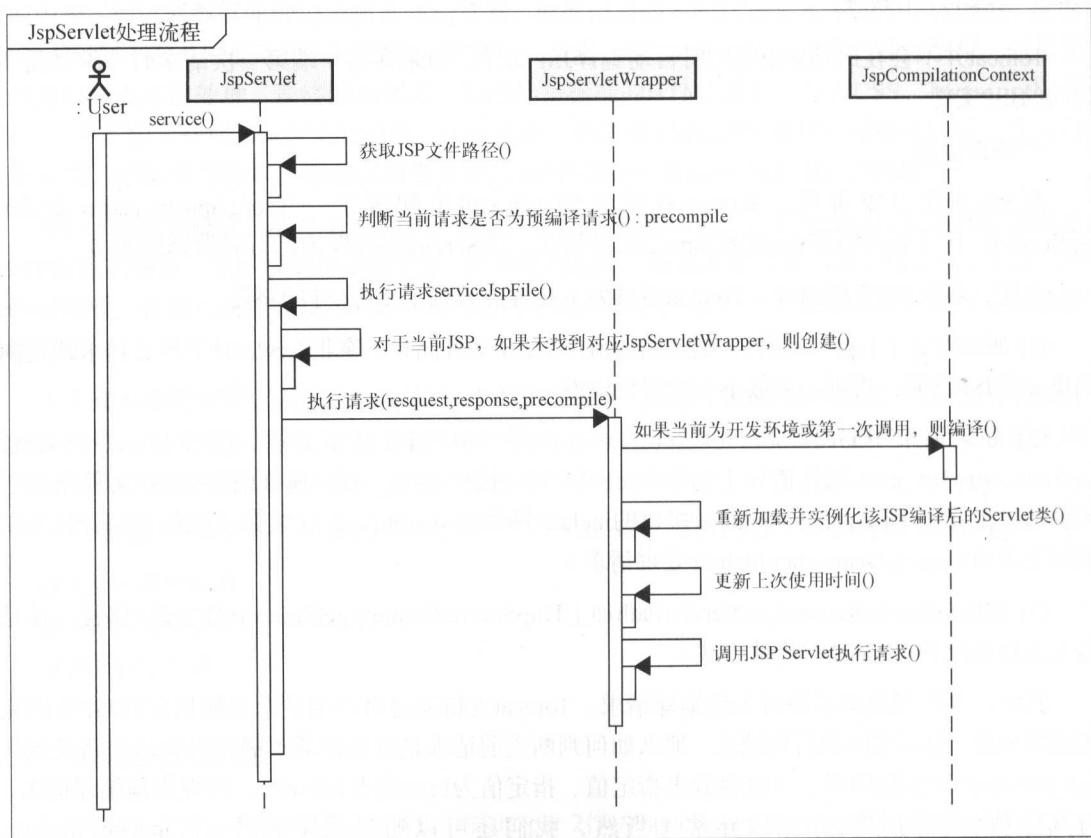 JspServlet处理流程
: User
JspServlet
JspServletWrapper
JspCompilationContext
service()
获取JSP文件路径()
判断当前请求是否为预编译请求() : precompile
执行请求serviceJspFile()
对于当前JSP，如果未找到对应JspServletWrapper，则创建()
执行请求(resquest,response,precompile)
如果当前为开发环境或第一次调用，则编译()
重新加载并实例化该JSP编译后的Servlet类()
更新上次使用时间()
调用JSP Servlet执行请求()